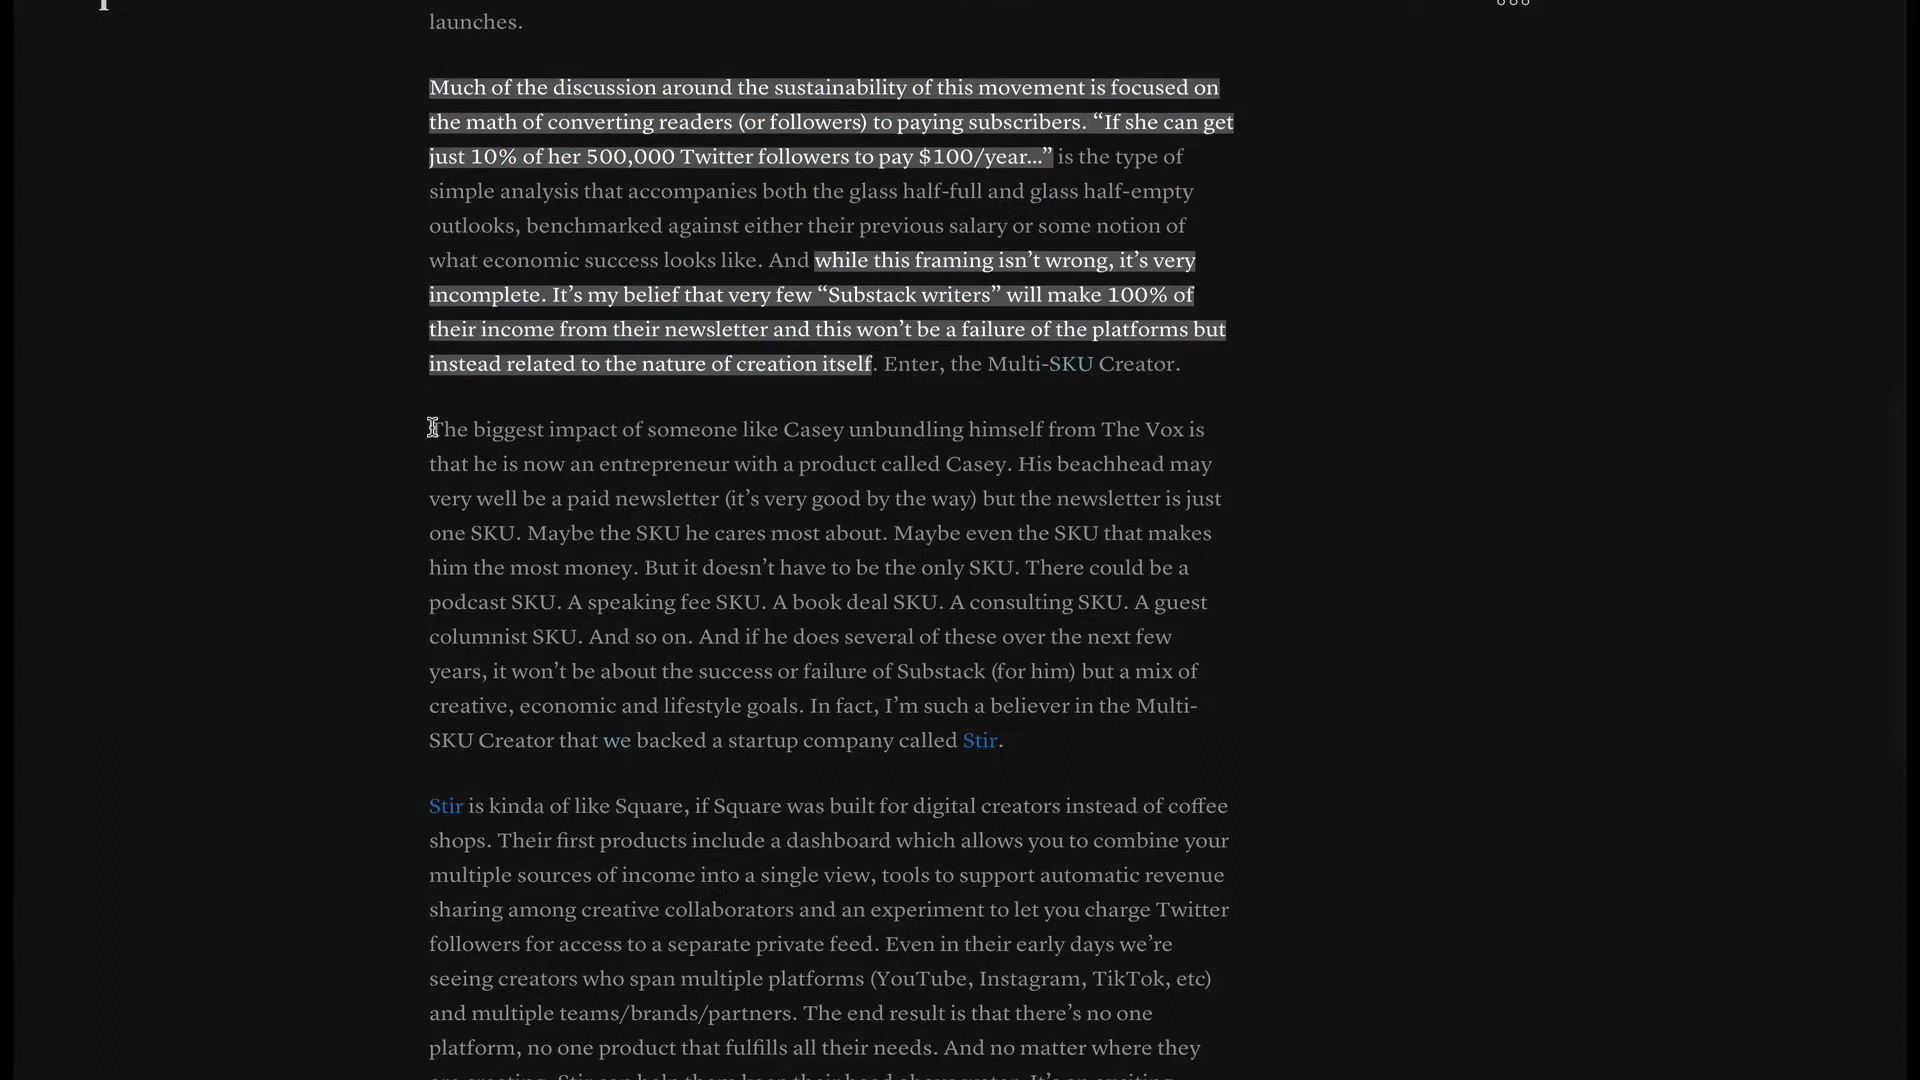 launches.
Much of the discussion around the sustainability of this movement is focused on
the math of converting readers (or followers) to paying subscribers. “If she can get
just 10% of her 500,000 Twitter followers to pay $100/year...” is the type of
simple analysis that accompanies both the glass half-full and glass half-empty
outlooks, benchmarked against either their previous salary or some notion of
what economic success looks like. And while this framing isn’t wrong, it’s very
incomplete. It’s my belief that very few “Substack writers” will make 100% of
their income from their newsletter and this won’t be a failure of the platforms but
instead related to the nature of creation itself. Enter, the Multi-SKU Creator.
The biggest impact of someone like Casey unbundling himself from The Vox is
that he is now an entrepreneur with a product called Casey. His beachhead may
very well be a paid newsletter (it’s very good by the way) but the newsletter is just
one SKU. Maybe the SKU he cares most about. Maybe even the SKU that makes
him the most money. But it doesn’t have to be the only SKU. There could be a
podcast SKU. A speaking fee SKU. A book deal SKU. A consulting SKU. A guest
columnist SKU. And so on. And if he does several of these over the next few
years, it won’t be about the success or failure of Substack (for him) but a mix of
creative, economic and lifestyle goals. In fact, I’m such a believer in the Multi-
SKU Creator that we backed a startup company called Stir.
Stir is kinda of like Square, if Square was built for digital creators instead of coffee
shops. Their first products include a dashboard which allows you to combine your
multiple sources of income into a single view, tools to support automatic revenue
sharing among creative collaborators and an experiment to let you charge Twitter
followers for access to a separate private feed. Even in their early days we’re
seeing creators who span multiple platforms (YouTube, Instagram, TikTok, etc)
and multiple teams/brands/partners. The end result is that there’s no one
platform, no one product that fulfills all their needs. And no matter where they